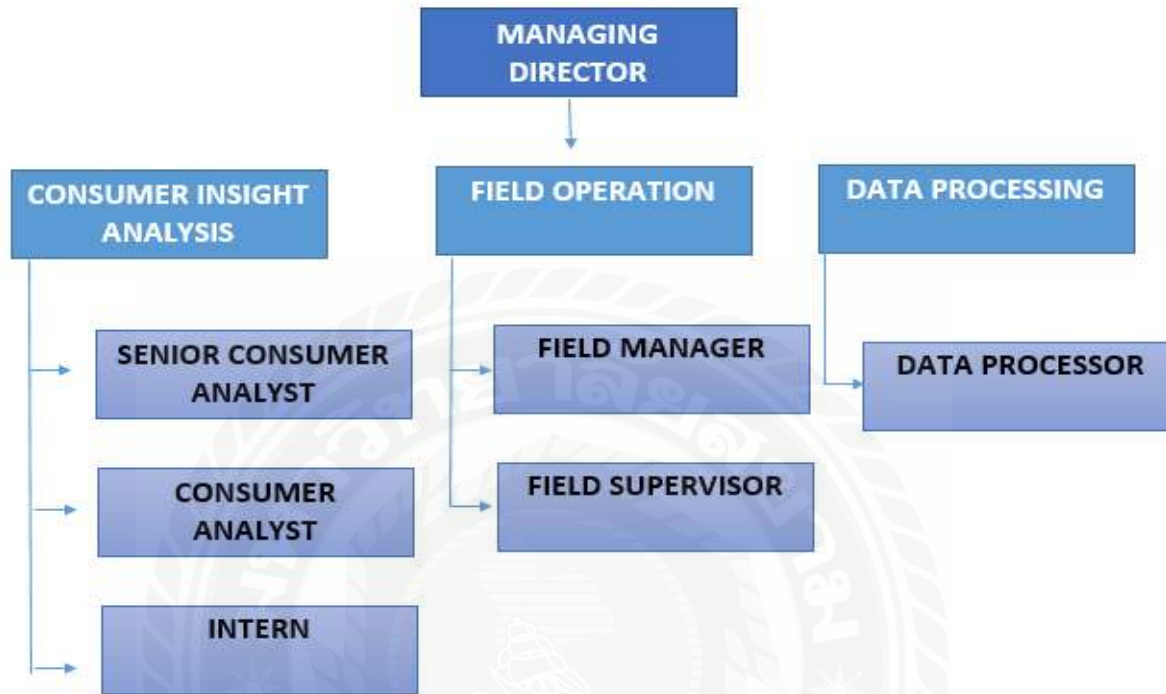 MANAGING
DIRECTOR
CONSUMER INSIGHT
ANALYSIS
FIELD OPERATION
DATA PROCESSING
SENIOR CONSUMER
ANALYST
FIELD MANAGER
DATA PROCESSOR
CONSUMER
ANALYST
FIELD SUPERVISOR
INTERN